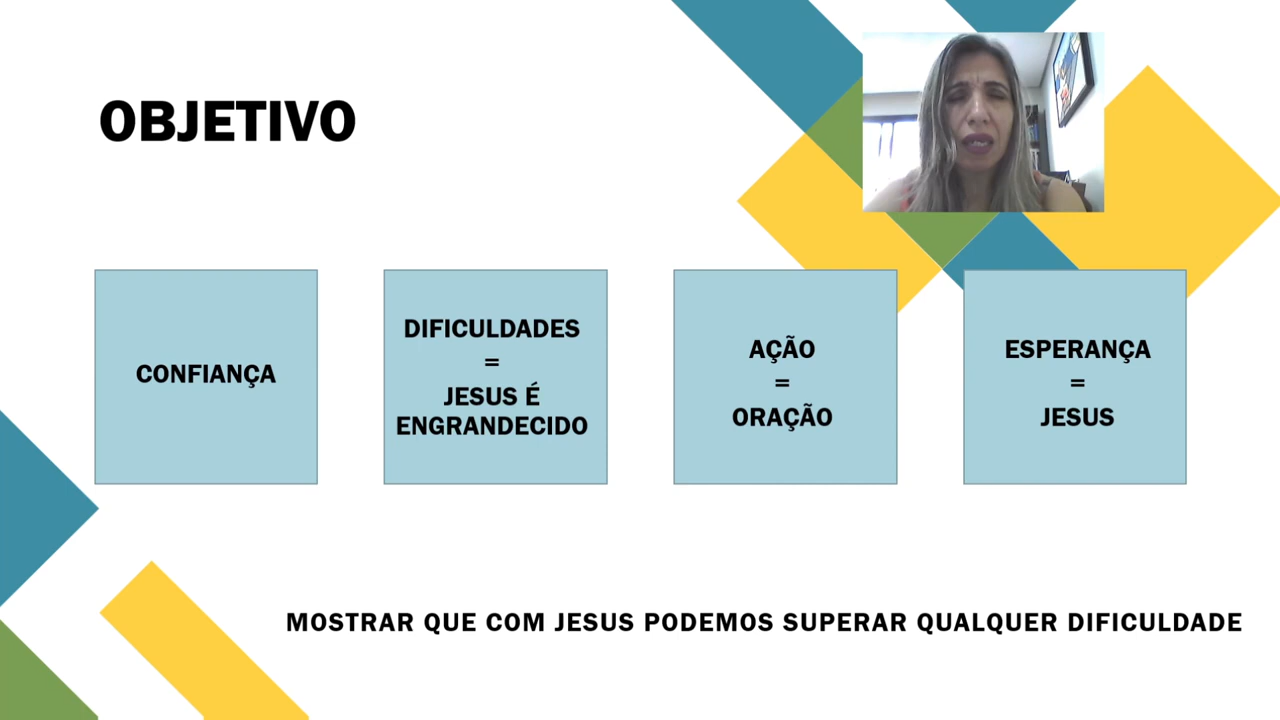 OBJETIVO
CONFIANÇA
DIFICULDADES
=
JESUS É
ENGRANDECIDO
AÇÃO
=
ORAÇÃO
ESPERANÇA
=
JESUS
MOSTRAR QUE COM JESUS PODEMOS SUPERAR QUALQUER DIFICULDADE